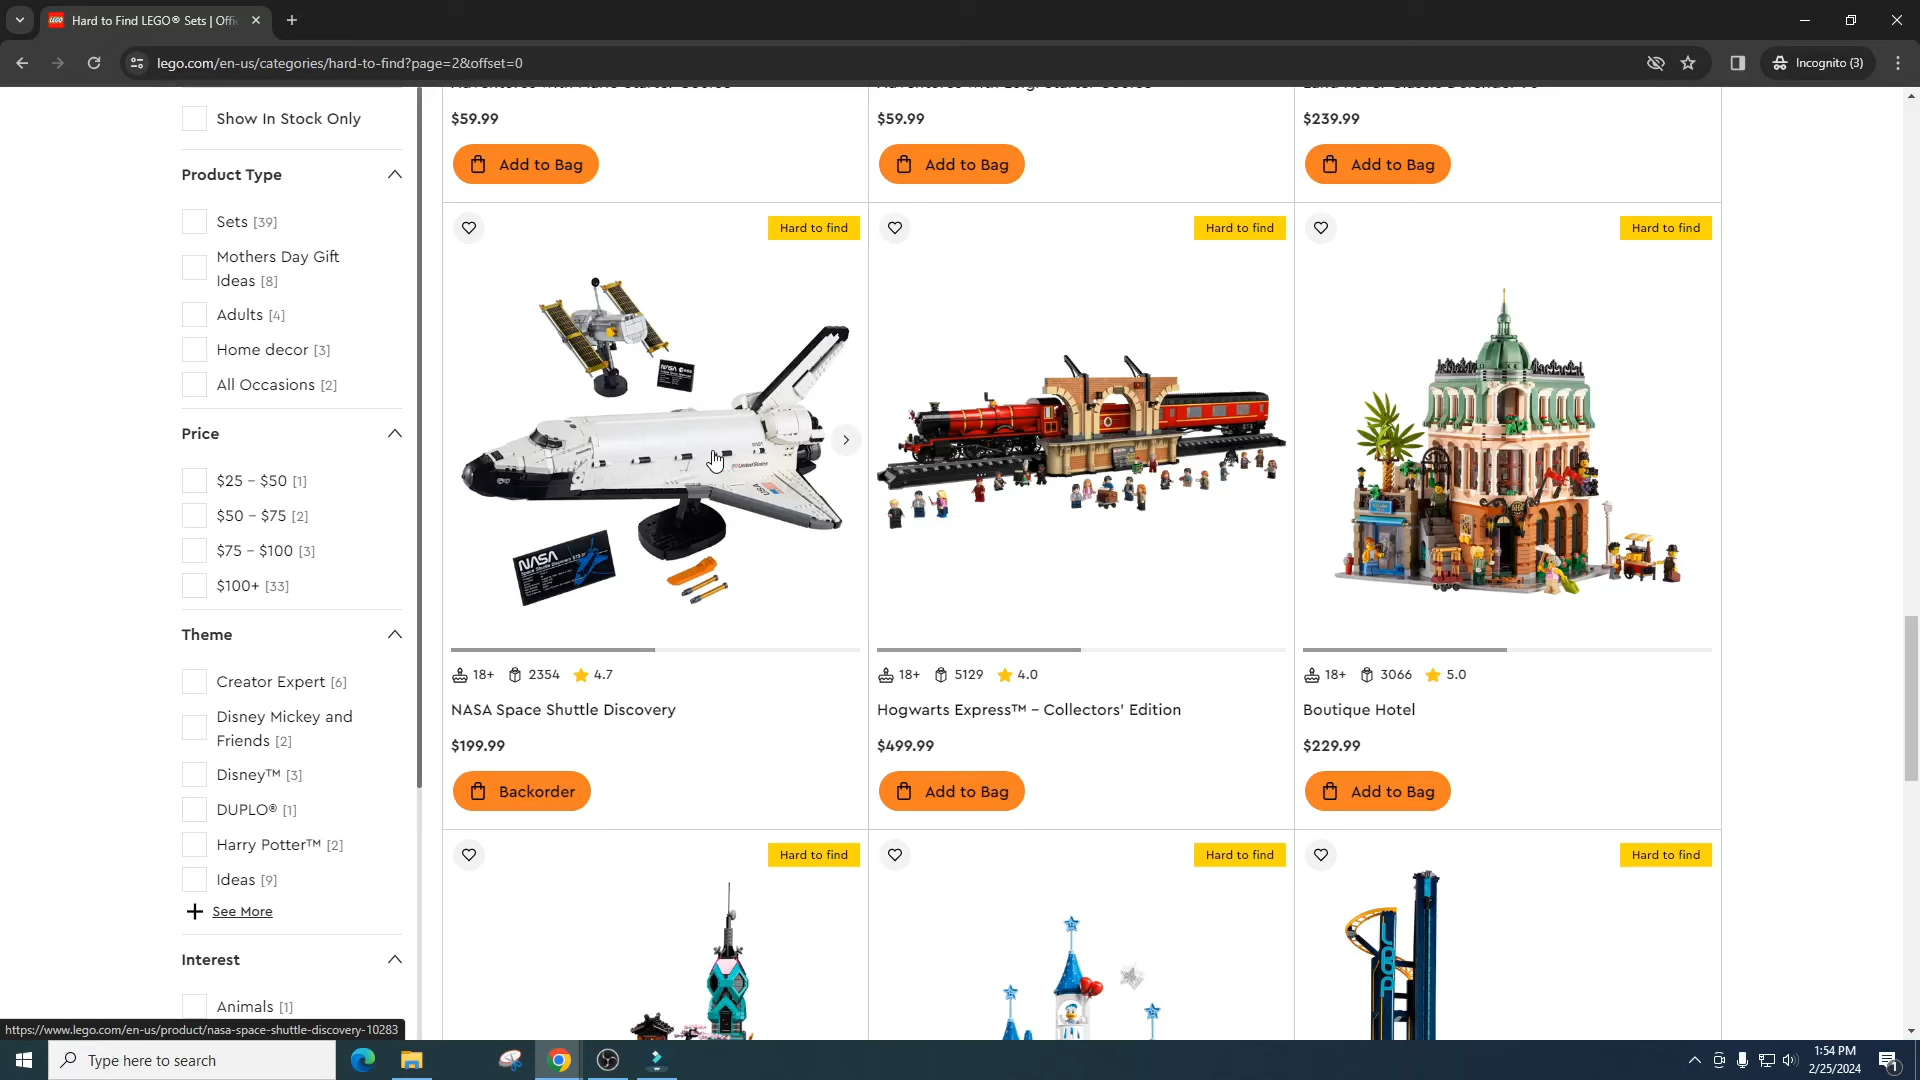 Hard to Find LEGO® Sets | Offi
lego.com/en-us/categories/hard-to-find?page=2&offset=0
Incognito (3)
Show In Stock Only
Product Type
Sets [39]
Mothers Day Gift
Ideas [8]
Adults [4]
Home decor [3]
All Occasions [2]
Price
$25 – $50 [1]
$50 – $75 [2]
$75 – $100 [3]
$100+ [33]
Theme
Creator Expert [6]
Disney Mickey and
Friends [2]
Disney™ [3]
DUPLO® [1]
Harry Potter™ [2]
Ideas [9]
See More
Interest
Animals [1]
$59.99
$59.99
$239.99
Add to Bag
Add to Bag
Add to Bag
Hard to find
Hard to find
Hard to find
NASA
United States
USA
NASA
18+ 2354 4.7
18+ 5129 4.0
18+ 3066 5.0
NASA Space Shuttle Discovery
Hogwarts Express™ – Collectors' Edition
Boutique Hotel
$199.99
$499.99
$229.99
Backorder
Add to Bag
Add to Bag
Hard to find
Hard to find
Hard to find
LOOP
https://www.lego.com/en-us/product/nasa-space-shuttle-discovery-10283
Type here to search
1:54 PM
2/25/2024
1